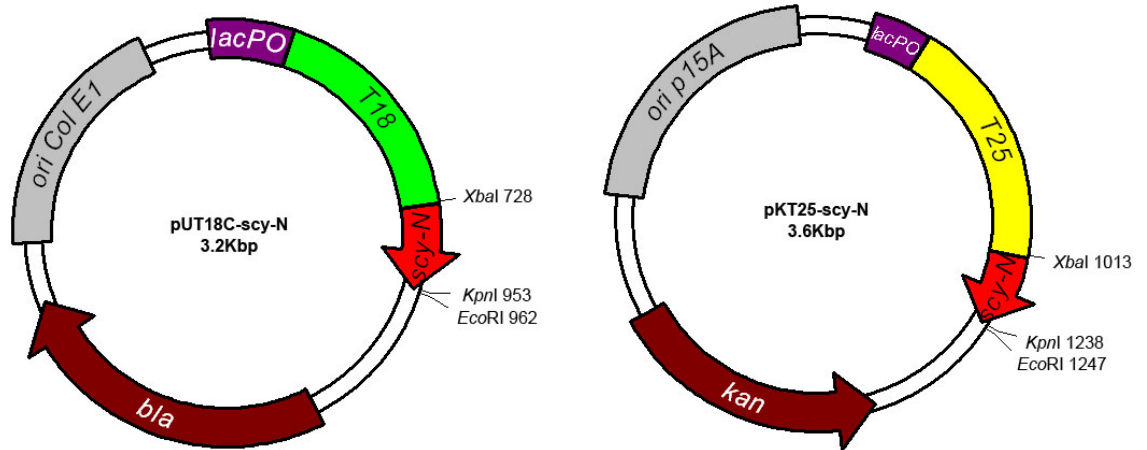 lacPO
T18
ori Col E1
XbaI 728
pUT18C-scy-N
3.2Kbp
scy-N
KpnI 953
EcoRI 962
bla
lacPO
ori p15A
T25
pKT25-scy-N
3.6Kbp
XbaI 1013
scy-N
KpnI 1238
EcoRI 1247
kan